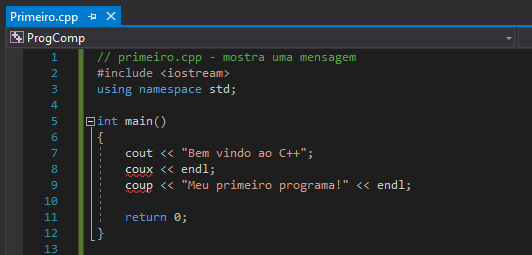 Primeiro.cpp
ProgComp
1 // primeiro.cpp - mostra uma mensagem
2 #include <iostream>
3 using namespace std;
4
5 int main()
6 {
7 cout << "Bem vindo ao C++";
8 coux << endl;
9 coup << "Meu primeiro programa!" << endl;
10
11 return 0;
12 }
13